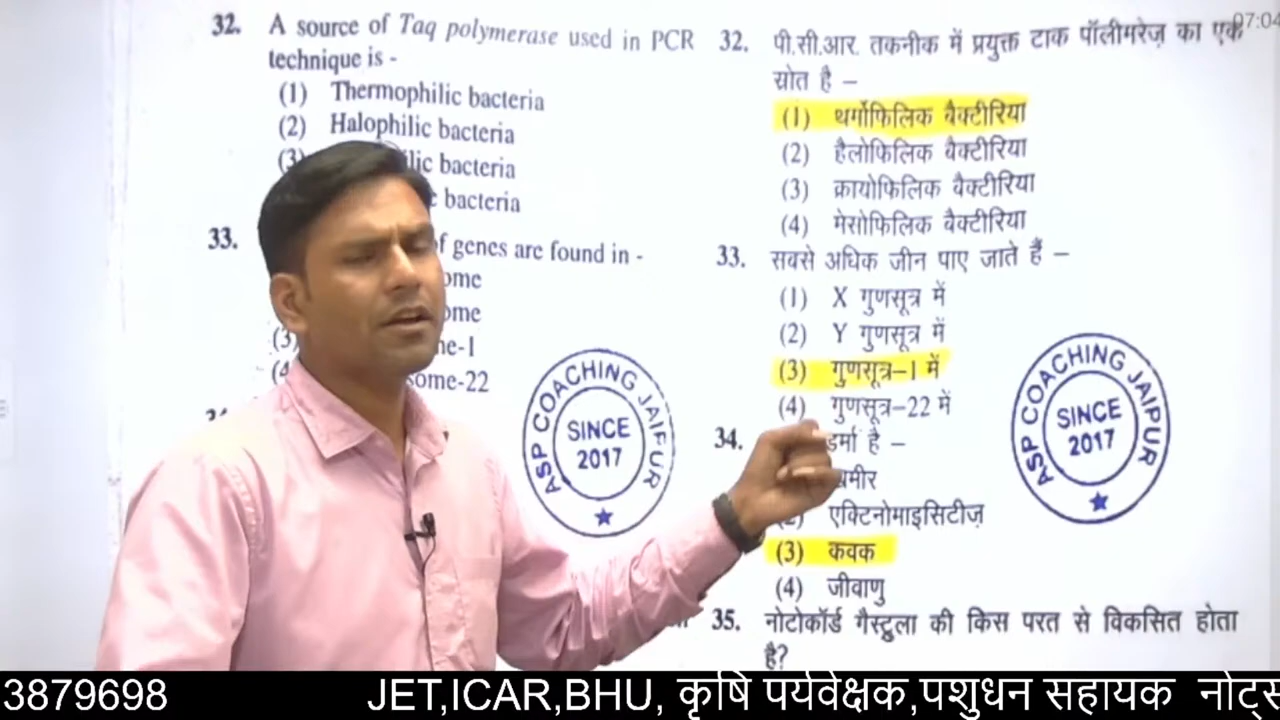 07:04
32. A source of Taq polymerase used in PCR
technique is -
(1) Thermophilic bacteria
(2) Halophilic bacteria
(3) lic bacteria
bacteria
33. f genes are found in -
ome
ome
(3) ne-1
(4 some-22
32. पी.सी.आर. तकनीक में प्रयुक्त टाक पॉलीमरेज़ का एक
स्रोत है –
(1) थर्मोफिलिक बैक्टीरिया
(2) हैलोफिलिक बैक्टीरिया
(3) क्रायोफिलिक बैक्टीरिया
(4) मेसोफिलिक बैक्टीरिया
33. सबसे अधिक जीन पाए जाते हैं –
(1) X गुणसूत्र में
(2) Y गुणसूत्र में
(3) गुणसूत्र–1 में
(4) गुणसूत्र–22 में
34. डर्मा है –
मीर
एक्टिनोमाइसिटीज़
(3) कवक
(4) जीवाणु
35. नोटोकॉर्ड गैस्ट्रुला की किस परत से विकसित होता
है?
ASP COACHING JAIPUR
SINCE
2017
ASP COACHING JAIPUR
SINCE
2017
3879698 JET,ICAR,BHU, कृषि पर्यवेक्षक,पशुधन सहायक नोट्स